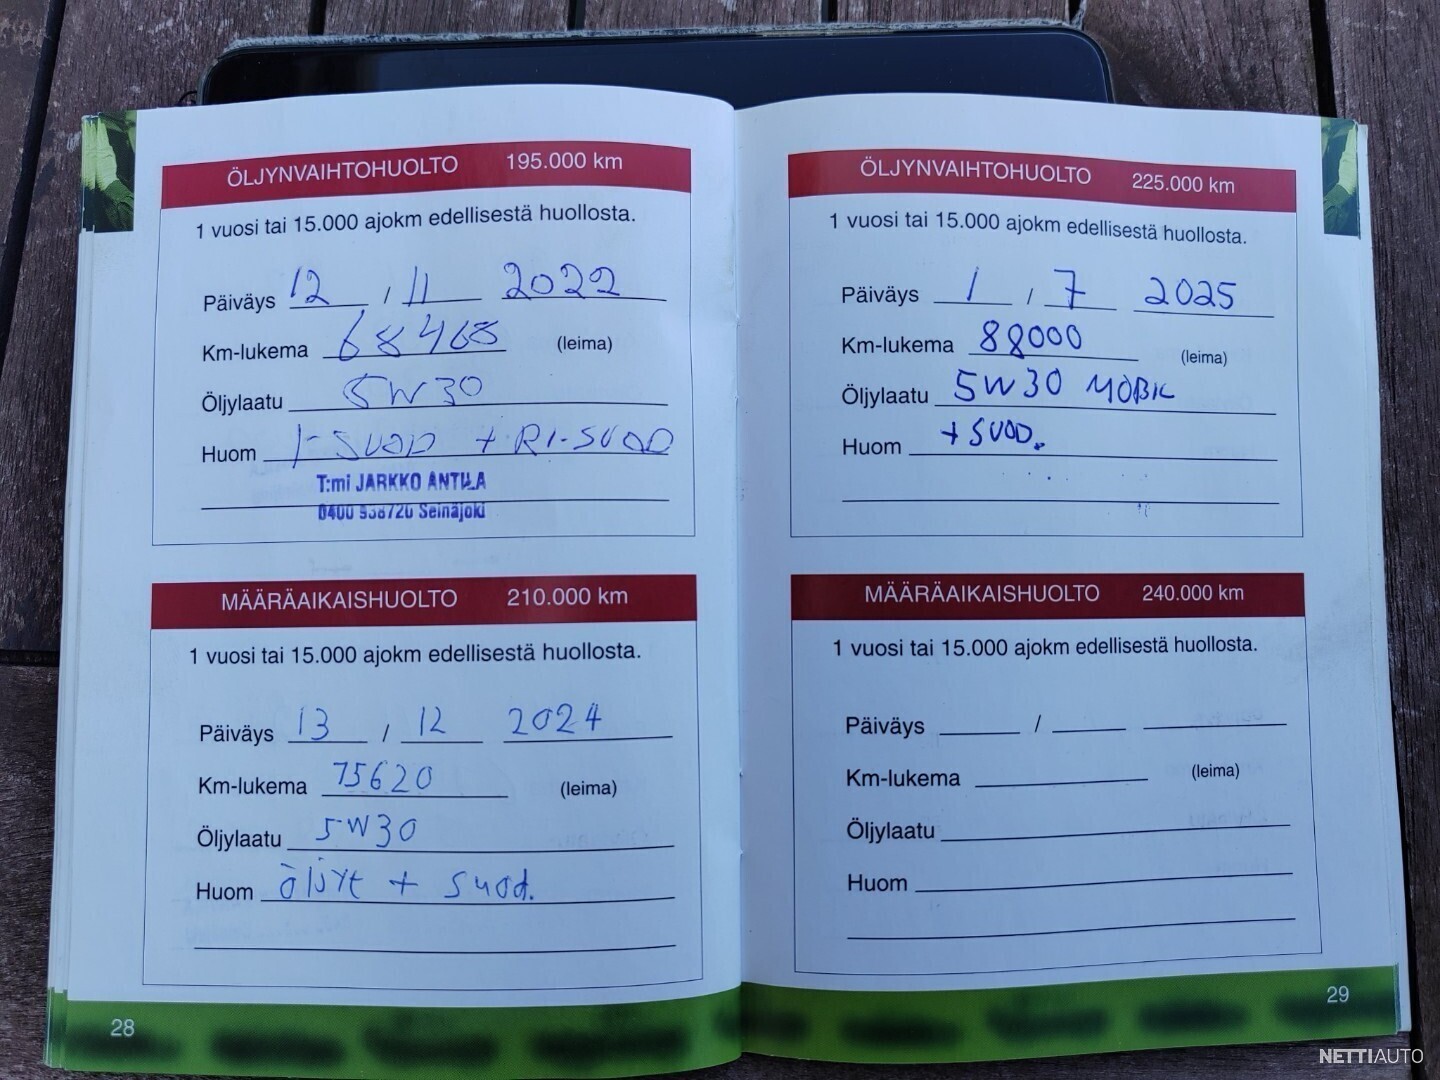 ÖLJYNVAIHTOHUOLTO 195.000 km
1 vuosi tai 15.000 ajokm edellisestä huollosta.
Päiväys 12 / 11 2022
Km-lukema 68468 (leima)
Öljylaatu 5W30
Huom I-SUOD + RI-SUOD
T:mi JARKKO ANTILA
0400 938720 Seinäjoki
MÄÄRÄAIKAISHUOLTO 210.000 km
1 vuosi tai 15.000 ajokm edellisestä huollosta.
Päiväys 13 / 12 2024
Km-lukema 75620 (leima)
Öljylaatu 5W30
Huom öljyt + suod.
28
ÖLJYNVAIHTOHUOLTO 225.000 km
1 vuosi tai 15.000 ajokm edellisestä huollosta.
Päiväys 1 / 7 2025
Km-lukema 88000 (leima)
Öljylaatu 5W30 MOBIL
Huom + SUOD.
MÄÄRÄAIKAISHUOLTO 240.000 km
1 vuosi tai 15.000 ajokm edellisestä huollosta.
Päiväys /
Km-lukema (leima)
Öljylaatu
Huom
29
NETTIAUTO